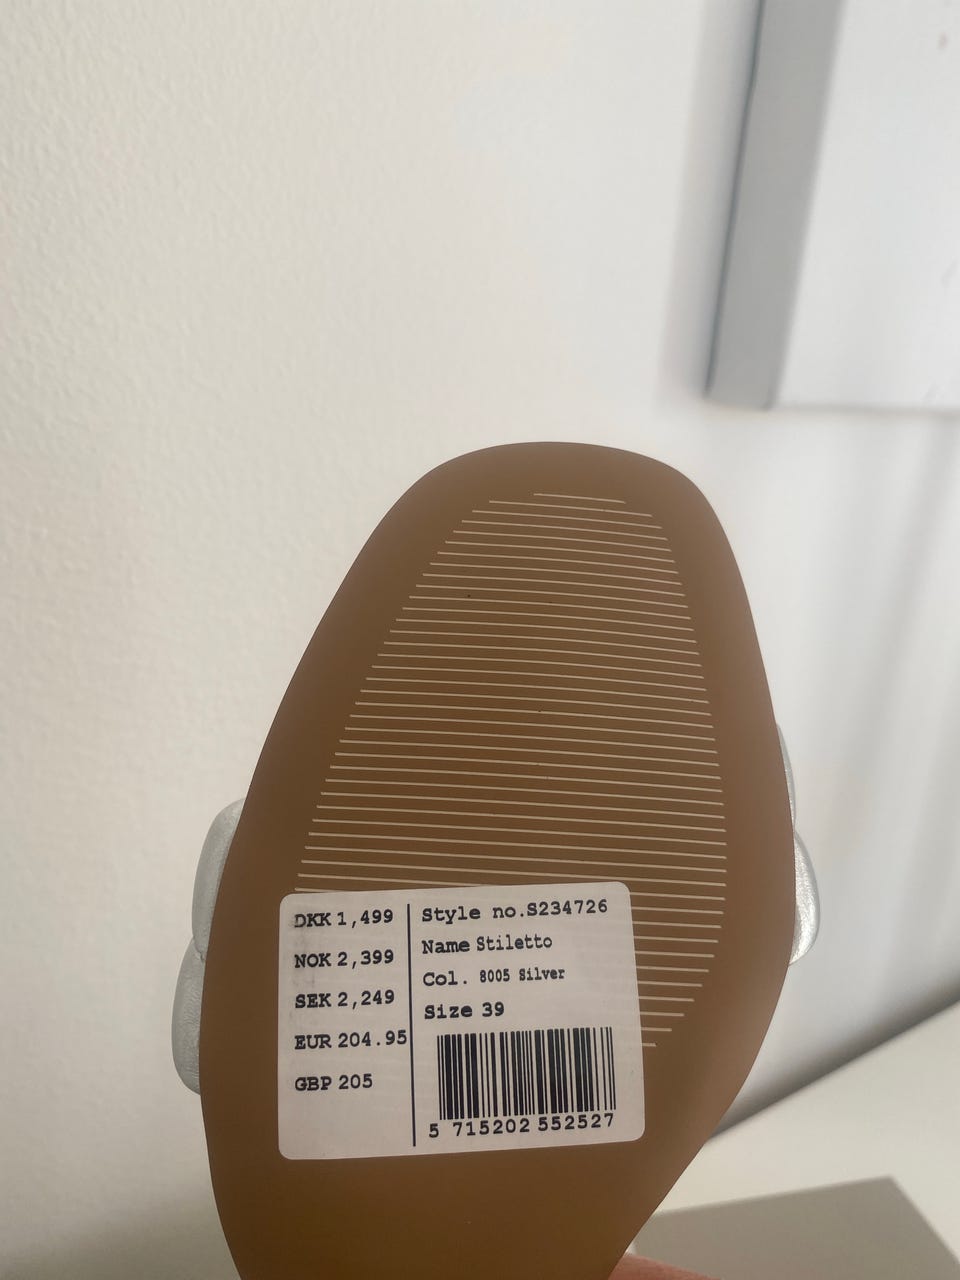 DKK 1,499
NOK 2,399
SEK 2,249
EUR 204.95
GBP 205
Style no.S234726
Name Stiletto
Col. 8005 Silver
Size 39
5 715202 552527